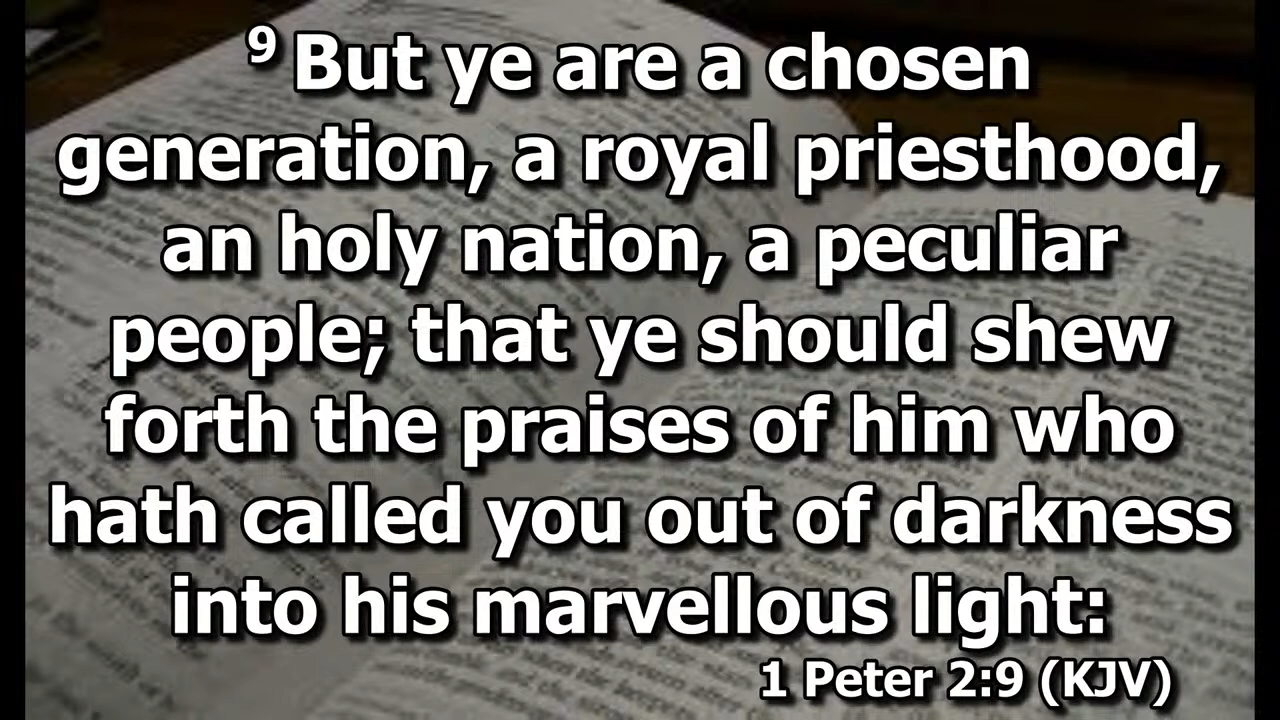 9 But ye are a chosen
generation, a royal priesthood,
an holy nation, a peculiar
people; that ye should shew
forth the praises of him who
hath called you out of darkness
into his marvellous light:
1 Peter 2:9 (KJV)